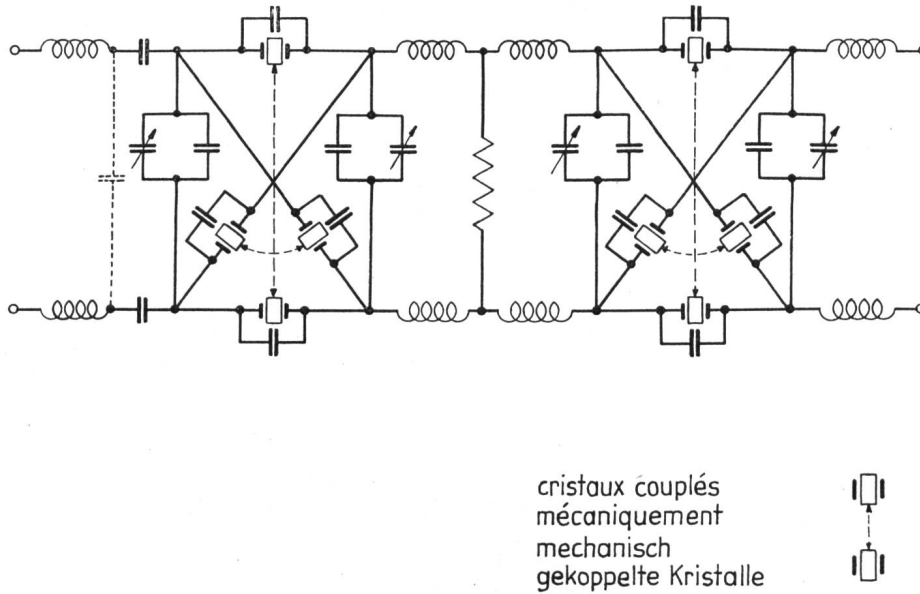 cristaux couplés
mécaniquement
mechanisch
gekoppelte Kristalle